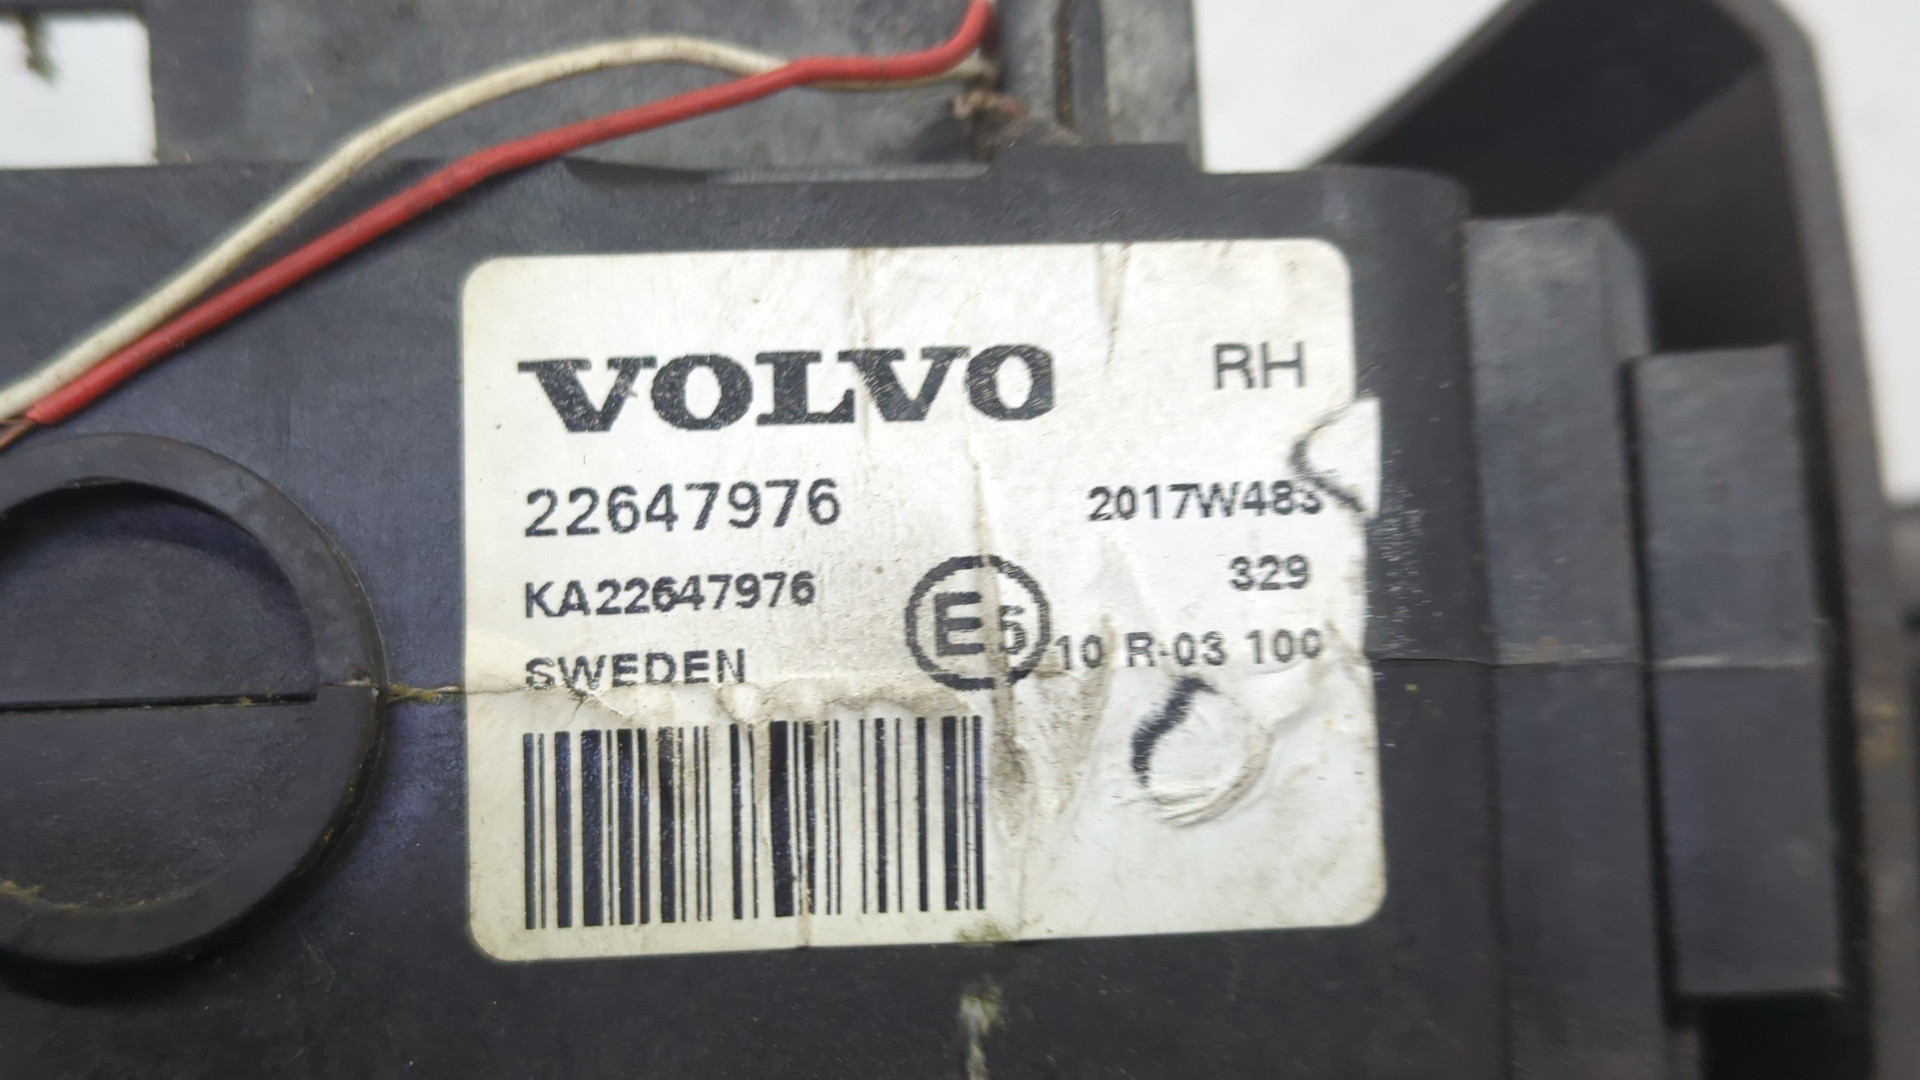 VOLVO RH
22647976 2017W483
KA22647976 329
SWEDEN E5 10 R-03 100